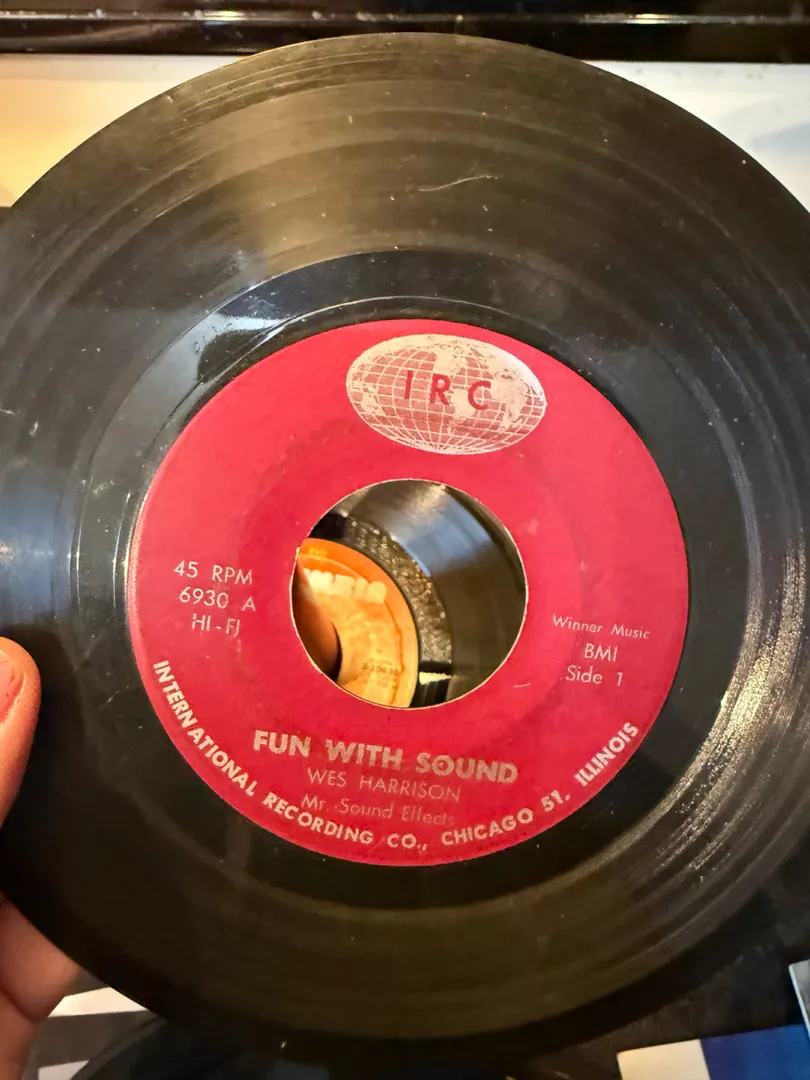 IRC
45 RPM
6930 A
HI-FI
Winner Music
BMI
Side 1
FUN WITH SOUND
WES HARRISON
Mr. Sound Effects
INTERNATIONAL RECORDING CO., CHICAGO 51, ILLINOIS